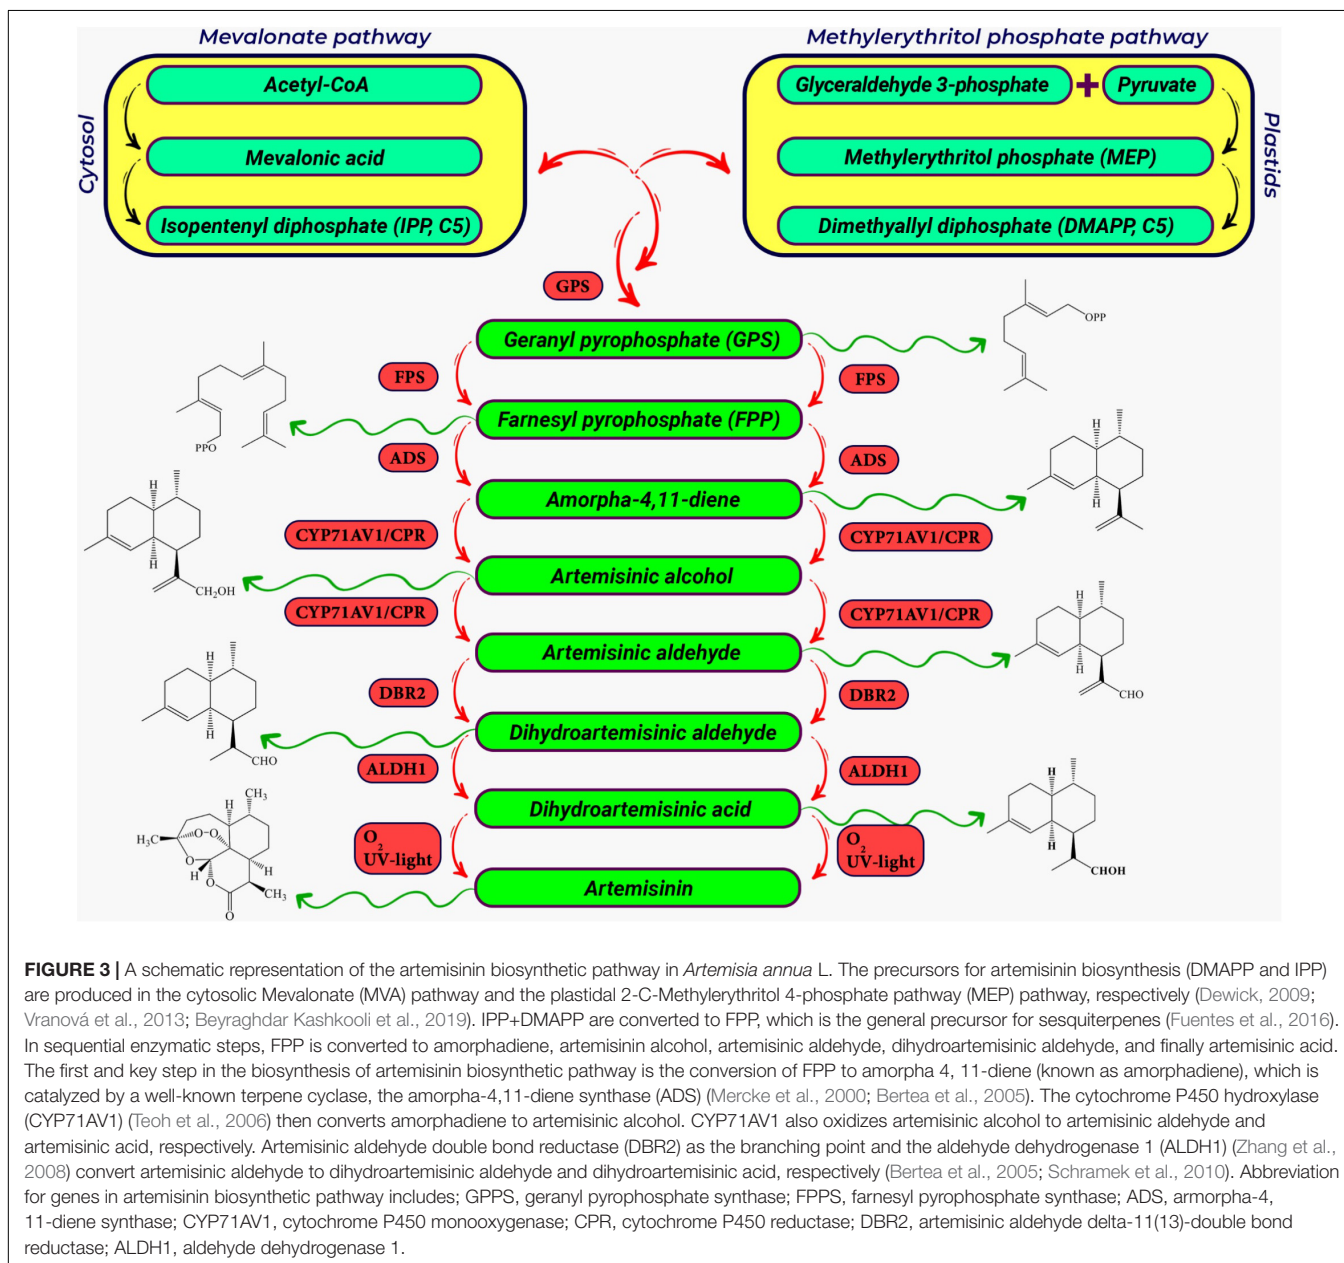 Mevalonate pathway
Methylerythritol phosphate pathway
Cytosol
Acetyl-CoA
Mevalonic acid
Isopentenyl diphosphate (IPP, C5)
Glyceraldehyde 3-phosphate + Pyruvate
Methylerythritol phosphate (MEP)
Dimethyallyl diphosphate (DMAPP, C5)
Plastids
GPS
Geranyl pyrophosphate (GPS)
OPP
FPS
FPS
Farnesyl pyrophosphate (FPP)
PPO
ADS
ADS
H
H
Amorpha-4,11-diene
H
H
CYP71AV1/CPR
CYP71AV1/CPR
Artemisinic alcohol
CH2OH
CYP71AV1/CPR
CYP71AV1/CPR
H
H
CHO
Artemisinic aldehyde
H
H
CHO
DBR2
DBR2
Dihydroartemisinic aldehyde
ALDH1
ALDH1
Dihydroartemisinic acid
H
H
CHOH
CH3
H
H3C
O-O
O
H
H
O
CH3
O
O2
UV-light
O2
UV-light
Artemisinin
FIGURE 3 | A schematic representation of the artemisinin biosynthetic pathway in Artemisia annua L. The precursors for artemisinin biosynthesis (DMAPP and IPP)
are produced in the cytosolic Mevalonate (MVA) pathway and the plastidal 2-C-Methylerythritol 4-phosphate pathway (MEP) pathway, respectively (Dewick, 2009;
Vranová et al., 2013; Beyraghdar Kashkooli et al., 2019). IPP+DMAPP are converted to FPP, which is the general precursor for sesquiterpenes (Fuentes et al., 2016).
In sequential enzymatic steps, FPP is converted to amorphadiene, artemisinin alcohol, artemisinic aldehyde, dihydroartemisinic aldehyde, and finally artemisinic acid.
The first and key step in the biosynthesis of artemisinin biosynthetic pathway is the conversion of FPP to amorpha 4, 11-diene (known as amorphadiene), which is
catalyzed by a well-known terpene cyclase, the amorpha-4,11-diene synthase (ADS) (Mercke et al., 2000; Bertea et al., 2005). The cytochrome P450 hydroxylase
(CYP71AV1) (Teoh et al., 2006) then converts amorphadiene to artemisinic alcohol. CYP71AV1 also oxidizes artemisinic alcohol to artemisinic aldehyde and
artemisinic acid, respectively. Artemisinic aldehyde double bond reductase (DBR2) as the branching point and the aldehyde dehydrogenase 1 (ALDH1) (Zhang et al.,
2008) convert artemisinic aldehyde to dihydroartemisinic aldehyde and dihydroartemisinic acid, respectively (Bertea et al., 2005; Schramek et al., 2010). Abbreviation
for genes in artemisinin biosynthetic pathway includes; GPPS, geranyl pyrophosphate synthase; FPPS, farnesyl pyrophosphate synthase; ADS, armorpha-4,
11-diene synthase; CYP71AV1, cytochrome P450 monooxygenase; CPR, cytochrome P450 reductase; DBR2, artemisinic aldehyde delta-11(13)-double bond
reductase; ALDH1, aldehyde dehydrogenase 1.